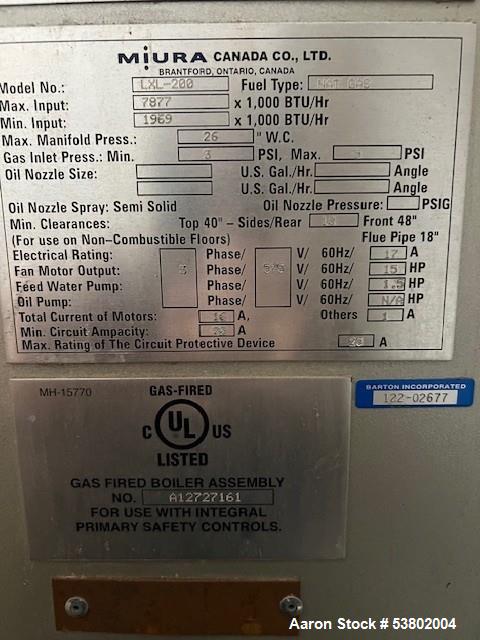 MIURA CANADA CO., LTD.
BRANTFORD, ONTARIO, CANADA
Model No.: LXL-200 Fuel Type: NAT GAS
Max. Input: 7877 x 1,000 BTU/Hr
Min. Input: 1969 x 1,000 BTU/Hr
Max. Manifold Press.: 26 " W.C.
Gas Inlet Press.: Min. 3 PSI, Max. PSI
Oil Nozzle Size: U.S. Gal./Hr. Angle
U.S. Gal./Hr. Angle
Oil Nozzle Spray: Semi Solid Oil Nozzle Pressure: PSIG
Min. Clearances: Top 40" - Sides/Rear Front 48"
(For use on Non-Combustible Floors) Flue Pipe 18"
Electrical Rating: Phase/ V/ 60Hz/ 17 A
Fan Motor Output: 3 Phase/ 575 V/ 60Hz/ 15 HP
Feed Water Pump: Phase/ V/ 60Hz/ 1.5 HP
Oil Pump: Phase/ V/ 60Hz/ N/A HP
Total Current of Motors: 16 A, Others 1 A
Min. Circuit Ampacity: A
Max. Rating of The Circuit Protective Device A
MH-15770 GAS-FIRED
C UL US
LISTED
GAS FIRED BOILER ASSEMBLY
NO. A12727161
FOR USE WITH INTEGRAL
PRIMARY SAFETY CONTROLS.
BARTON INCORPORATED
122-02677
Aaron Stock # 53802004